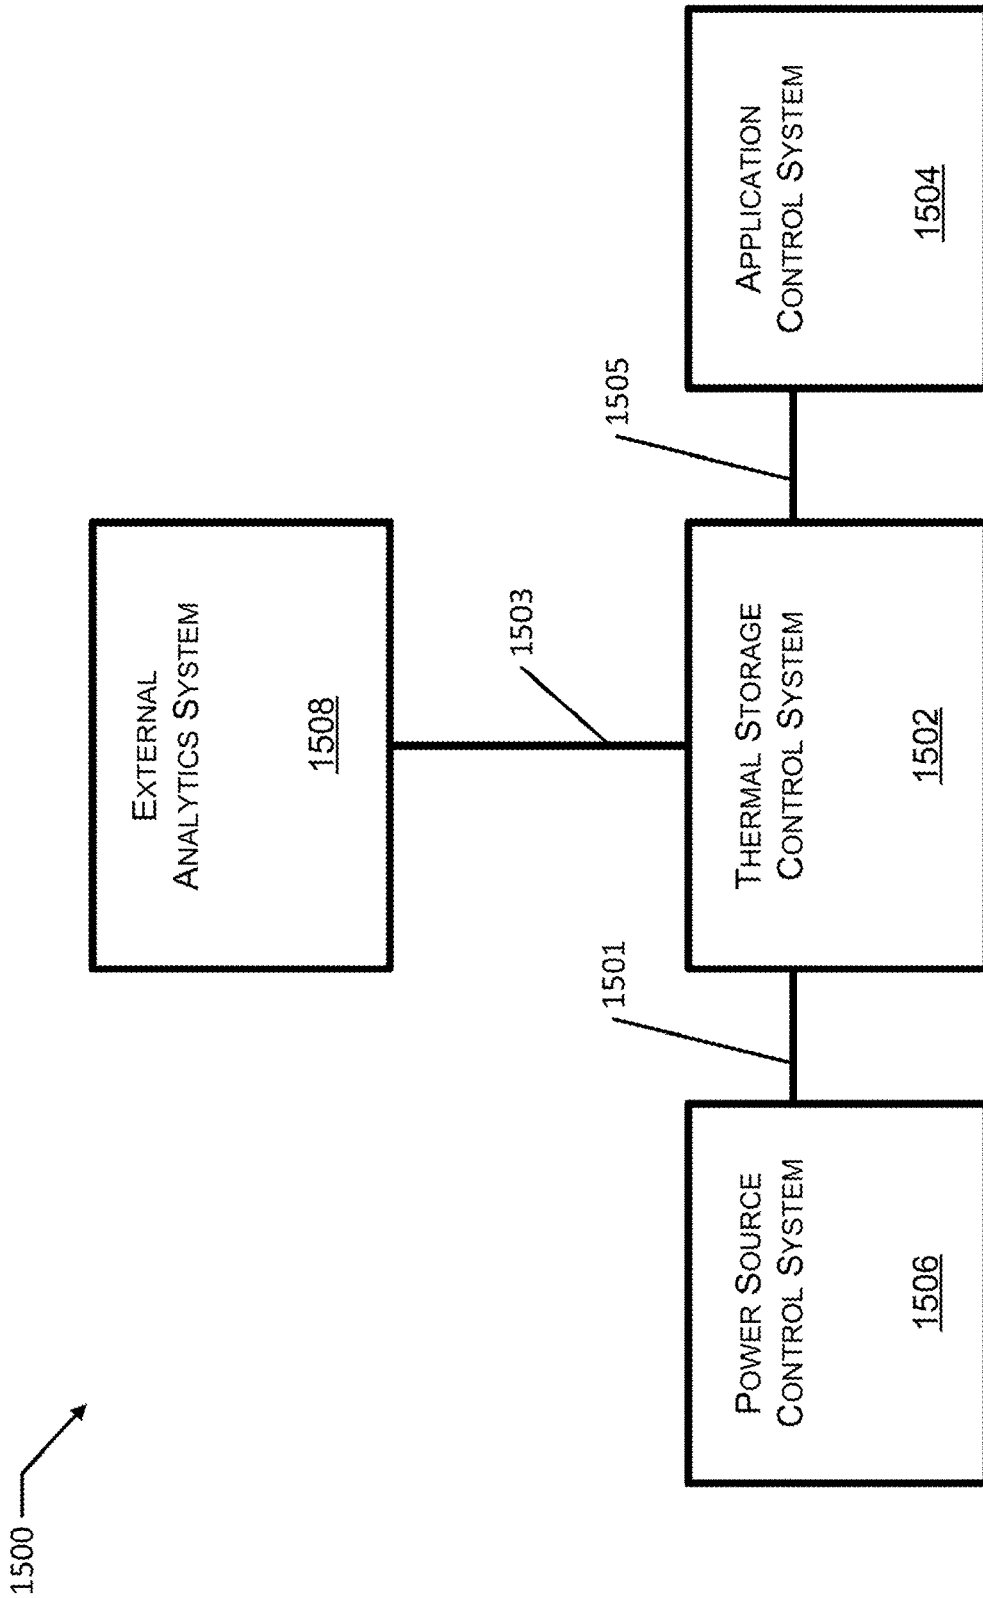 1500
EXTERNAL
ANALYTICS SYSTEM
1508
1503
1501
1505
POWER SOURCE
CONTROL SYSTEM
1506
THERMAL STORAGE
CONTROL SYSTEM
1502
APPLICATION
CONTROL SYSTEM
1504